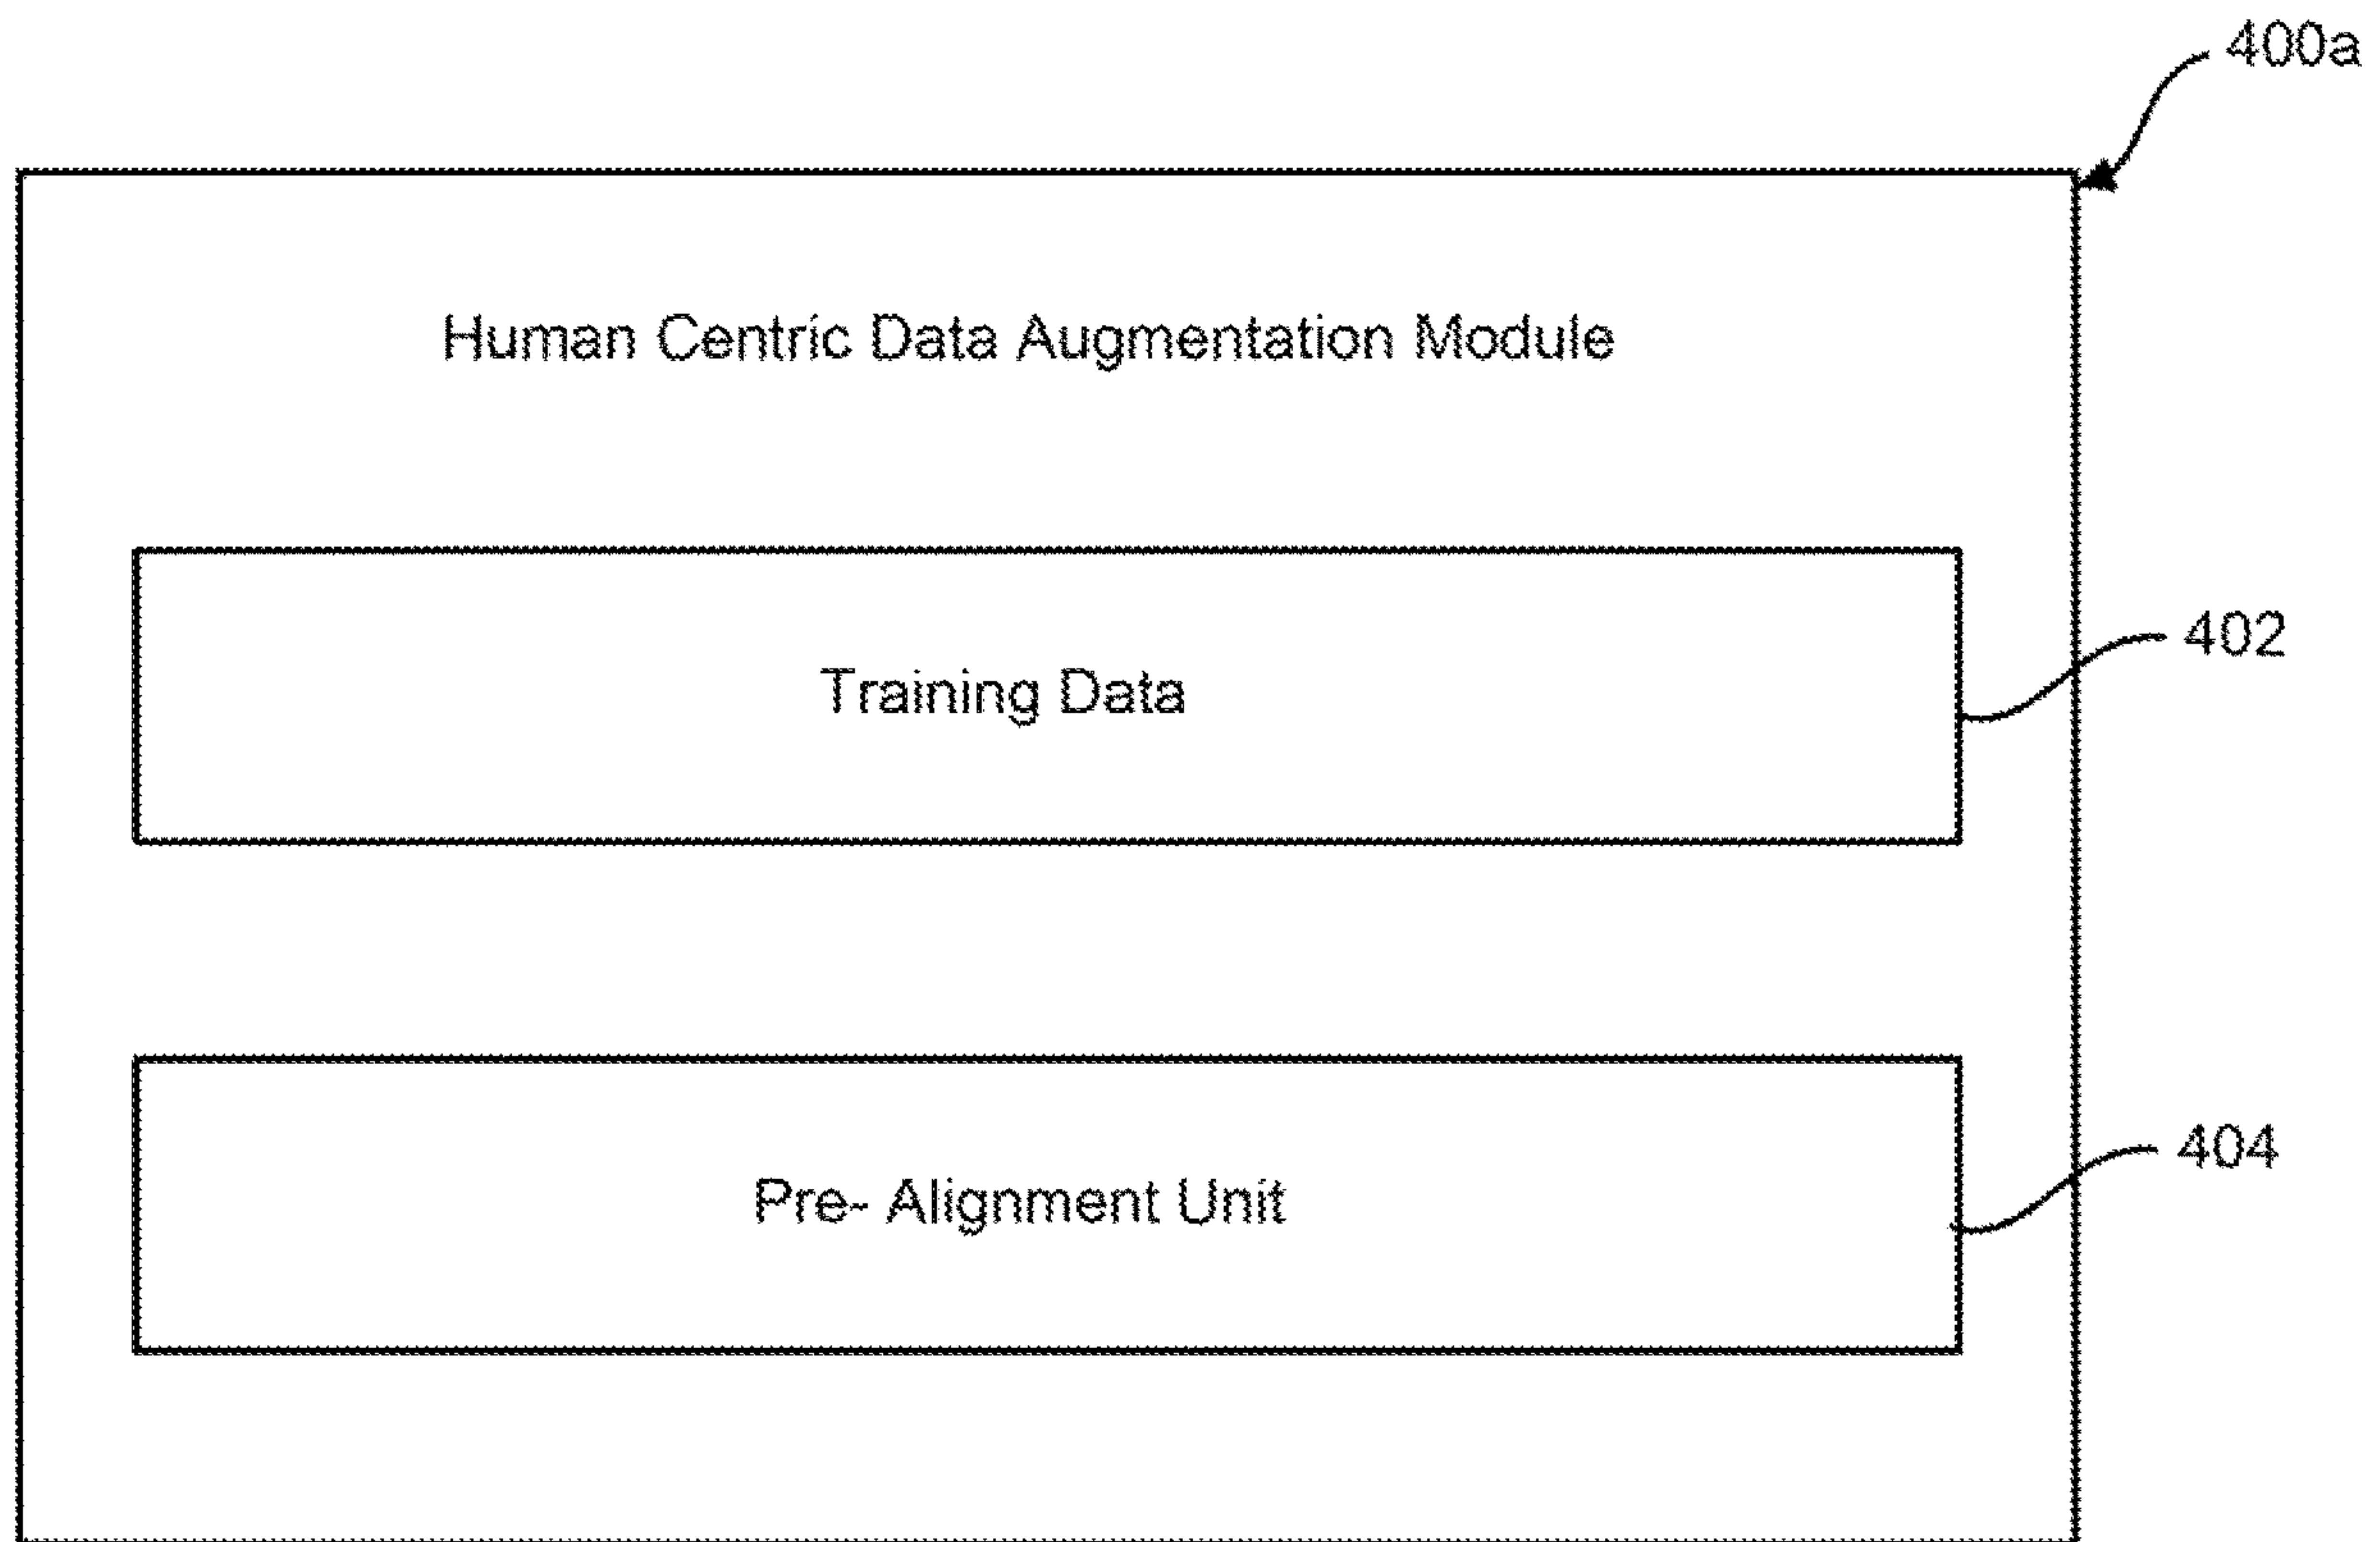 400a
Human Centric Data Augmentation Module
Training Data
402
Pre- Alignment Unit
404